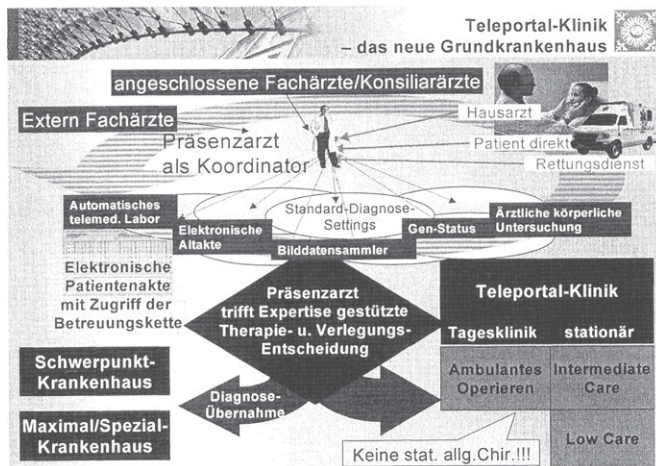 Teleportal-Klinik
– das neue Grundkrankenhaus
angeschlossene Fachärzte/Konsiliarärzte
Extern Fachärzte
Hausarzt
Präsenzarzt
als Koordinator
Patient direkt
Rettungsdienst
Automatisches
telemed. Labor
Standard-Diagnose-
Settings
Elektronische
Altakte
Bilddatensammler
Gen-Status
Ärztliche körperliche
Untersuchung
Elektronische
Patientenakte
mit Zugriff der
Betreuungskette
Präsenzarzt
trifft Expertise gestützte
Therapie- u. Verlegungs-
Entscheidung
Teleportal-Klinik
Tagesklinik
stationär
Schwerpunkt-
Krankenhaus
Ambulantes
Operieren
Intermediate
Care
Diagnose-
Übernahme
Maximal/Spezial-
Krankenhaus
Keine stat. allg.Chir.!!!
Low Care